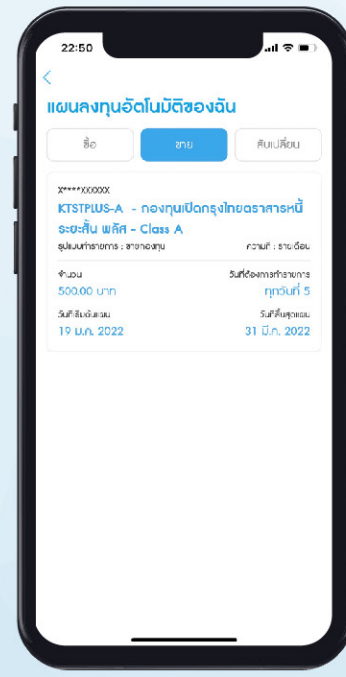 22:50
แผนลงทุนอัตโนมัติของฉัน
ซื้อ ขาย สับเปลี่ยน
X****XXXXXX
KTSTPLUS-A - กองทุนเปิดกรุงไทยตราสารหนี้
ระยะสั้น พลัส - Class A
รูปแบบทำรายการ : ขายกองทุน ความถี่ : รายเดือน
จำนวน วันที่ต้องการทำรายการ
500.00 บาท ทุกวันที่ 5
วันที่เริ่มต้นแผน วันที่สิ้นสุดแผน
19 ม.ค. 2022 31 มี.ค. 2022